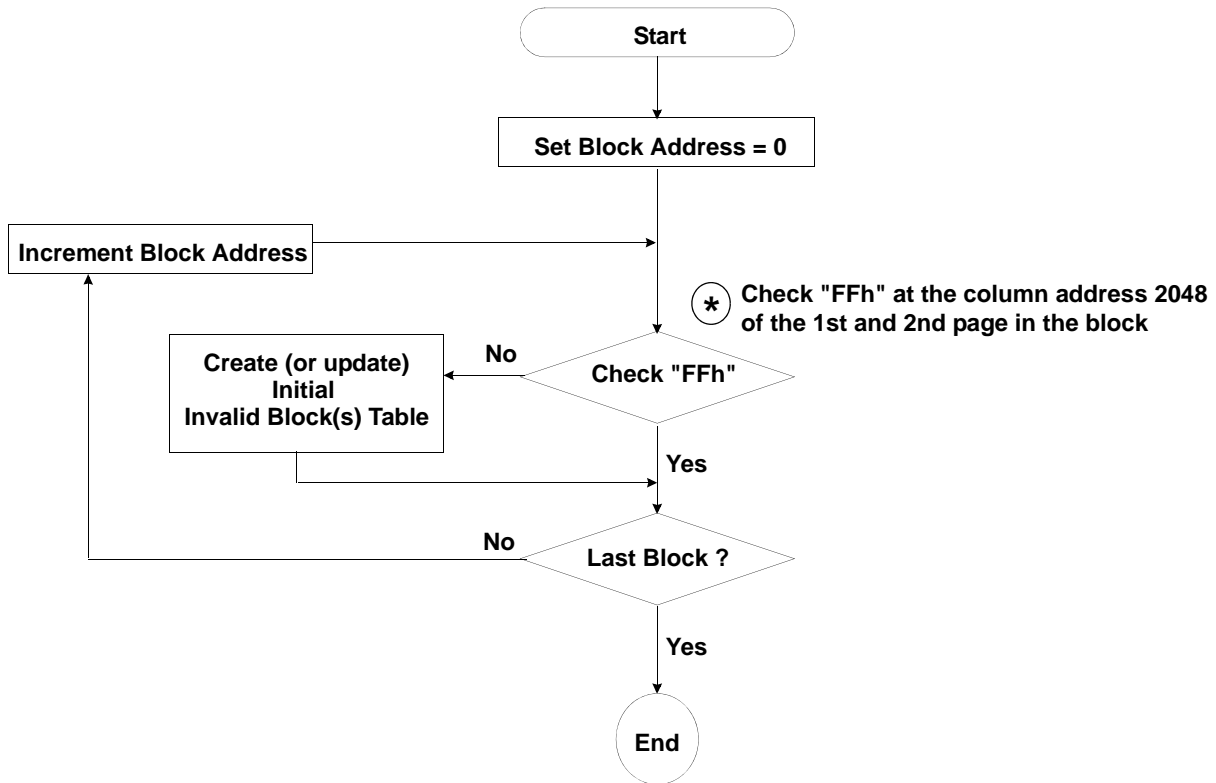 Start
Set Block Address = 0
Increment Block Address
* Check "FFh" at the column address 2048
of the 1st and 2nd page in the block
No
Create (or update)
Initial
Invalid Block(s) Table
Check "FFh"
Yes
No
Last Block ?
Yes
End